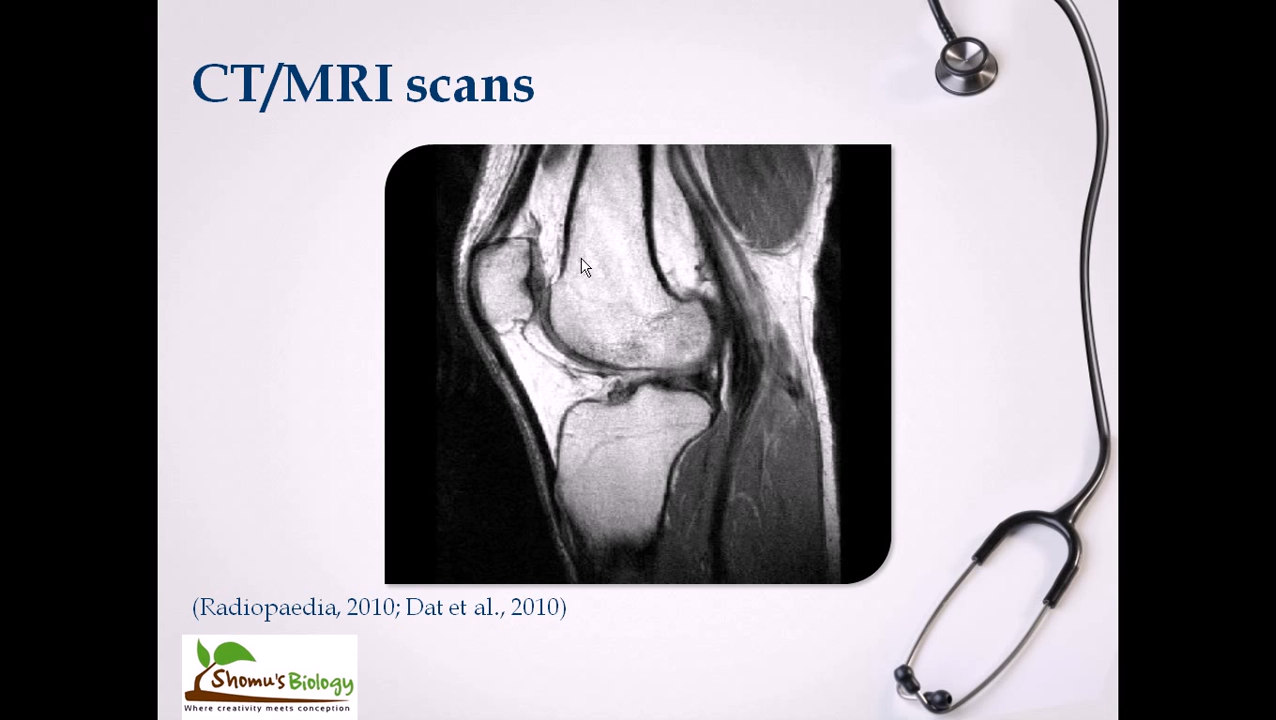 CT/MRI scans
(Radiopaedia, 2010; Dat et al., 2010)
Shomu's Biology
Where creativity meets conception